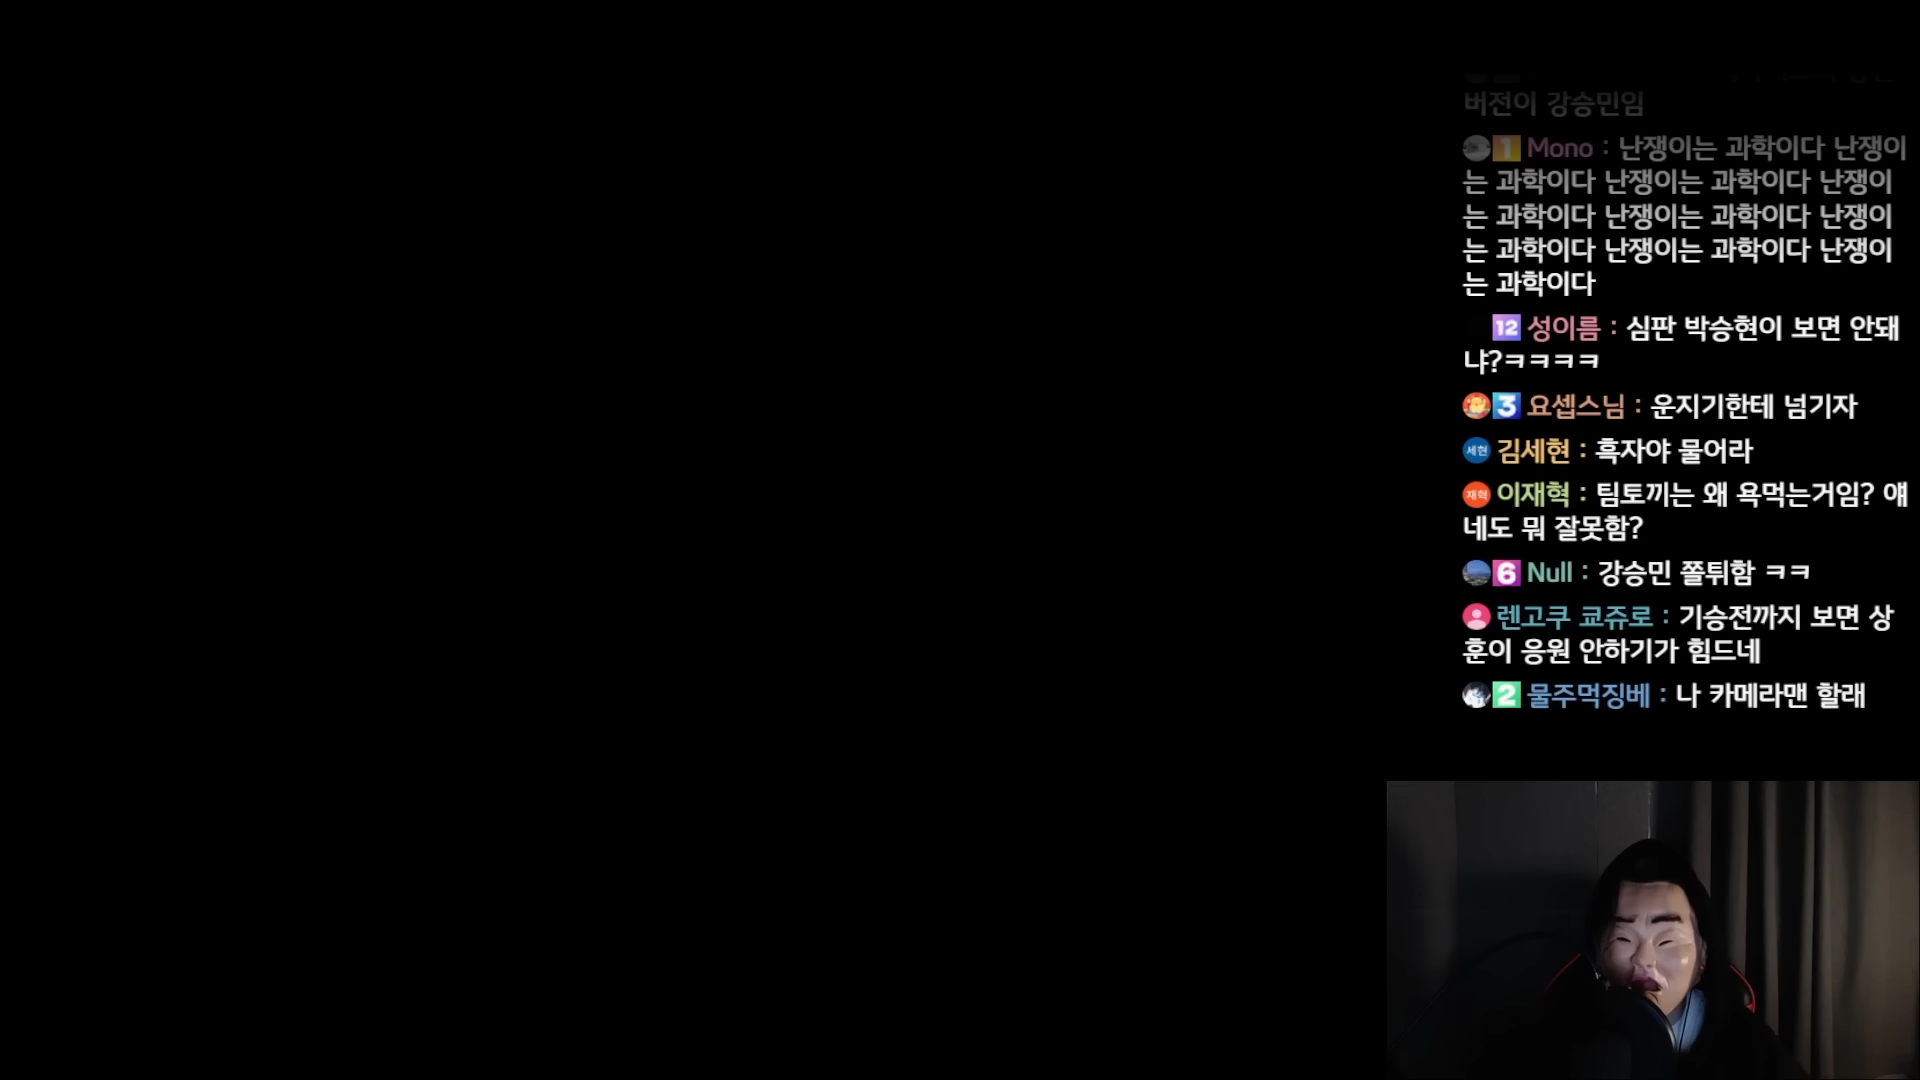 버전이 강승민임
1 Mono : 난쟁이는 과학이다 난쟁이
는 과학이다 난쟁이는 과학이다 난쟁이
는 과학이다 난쟁이는 과학이다 난쟁이
는 과학이다 난쟁이는 과학이다 난쟁이
는 과학이다
12 성이름 : 심판 박승현이 보면 안돼
냐?ㅋㅋㅋㅋ
3 요셉스님 : 운지기한테 넘기자
세현 김세현 : 흑자야 물어라
재혁 이재혁 : 팀토끼는 왜 욕먹는거임? 얘
네도 뭐 잘못함?
6 Null : 강승민 쫄튀함 ㅋㅋ
렌고쿠 쿄쥬로 : 기승전까지 보면 상
훈이 응원 안하기가 힘드네
2 물주먹징베 : 나 카메라맨 할래